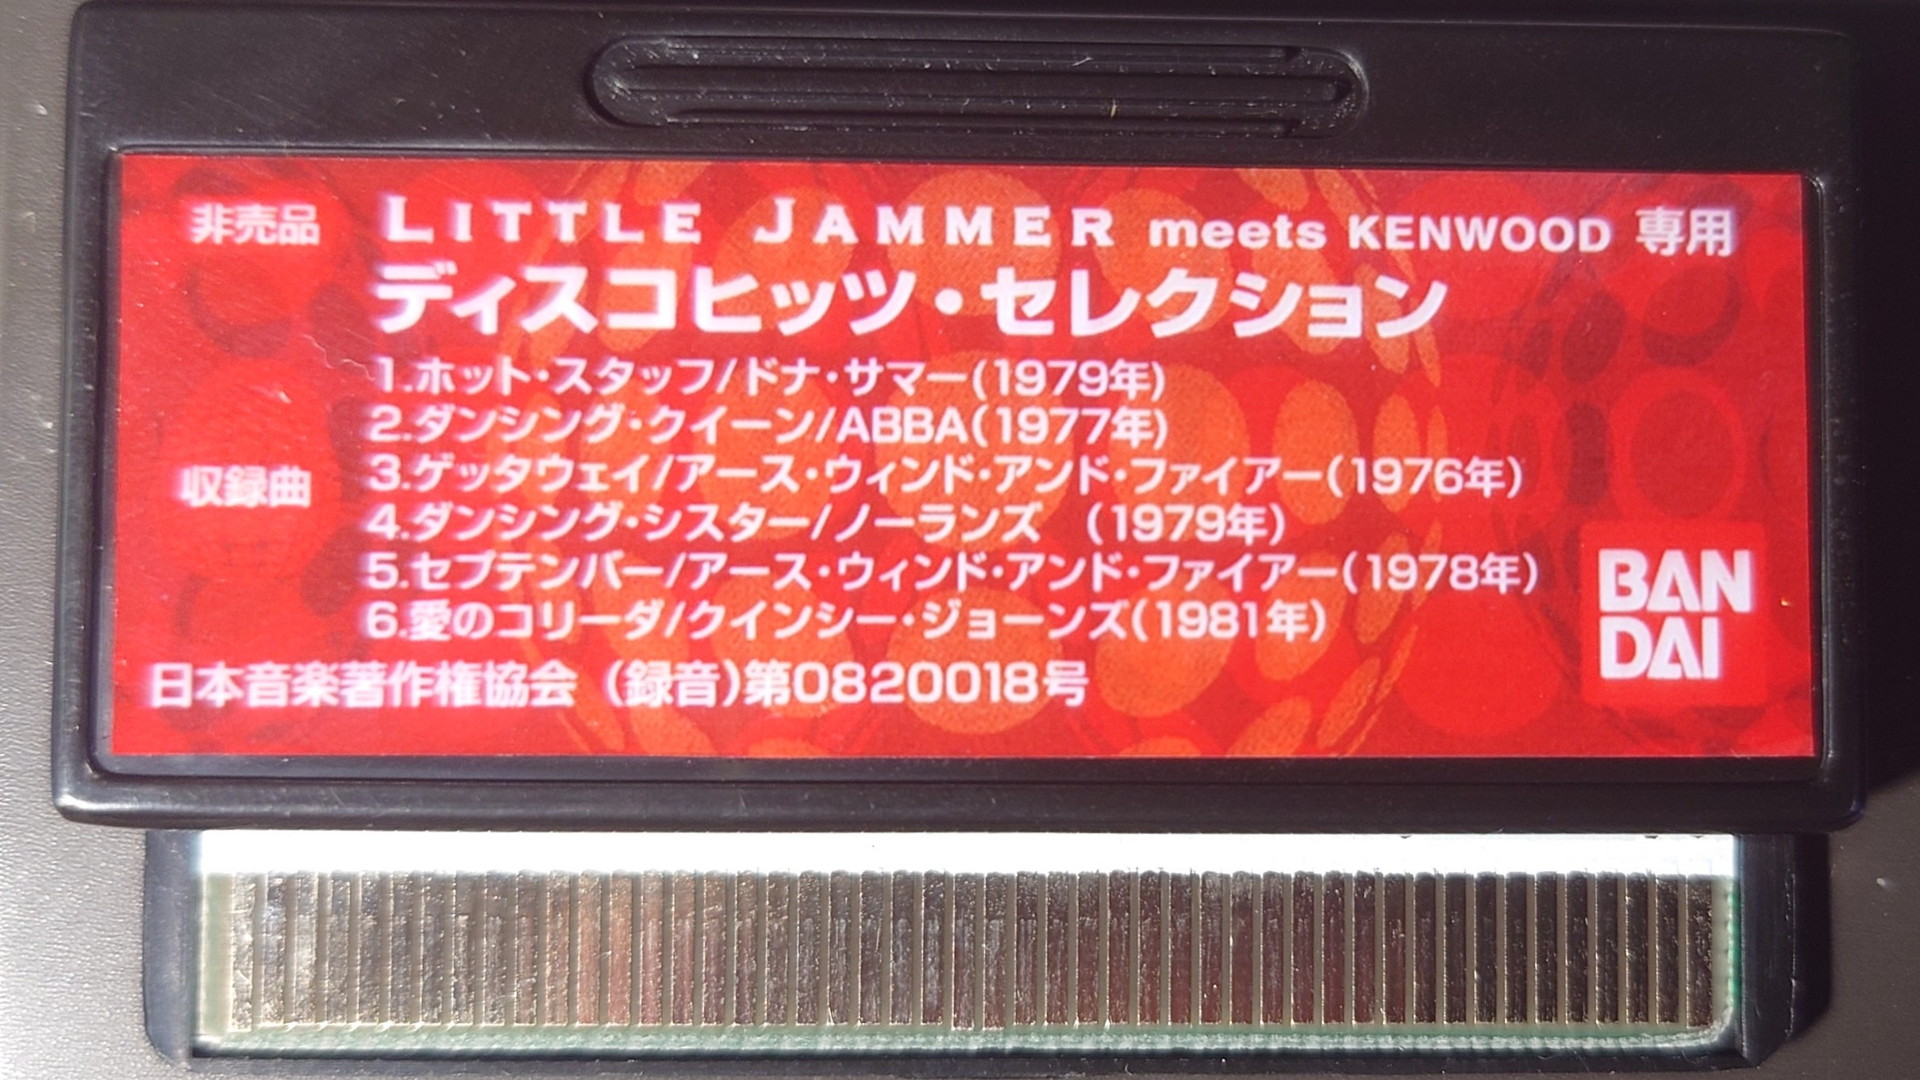 非売品 LITTLE JAMMER meets KENWOOD 専用
ディスコヒッツ・セレクション
1.ホット・スタッフ/ドナ・サマー(1979年)
2.ダンシング・クイーン/ABBA(1977年)
収録曲 3.ゲッタウェイ/アース・ウィンド・アンド・ファイアー(1976年)
4.ダンシング・シスター/ノーランズ (1979年)
5.セプテンバー/アース・ウィンド・アンド・ファイアー(1978年)
6.愛のコリーダ/クインシー・ジョーンズ(1981年)
日本音楽著作権協会 (録音)第0820018号
BAN
DAI